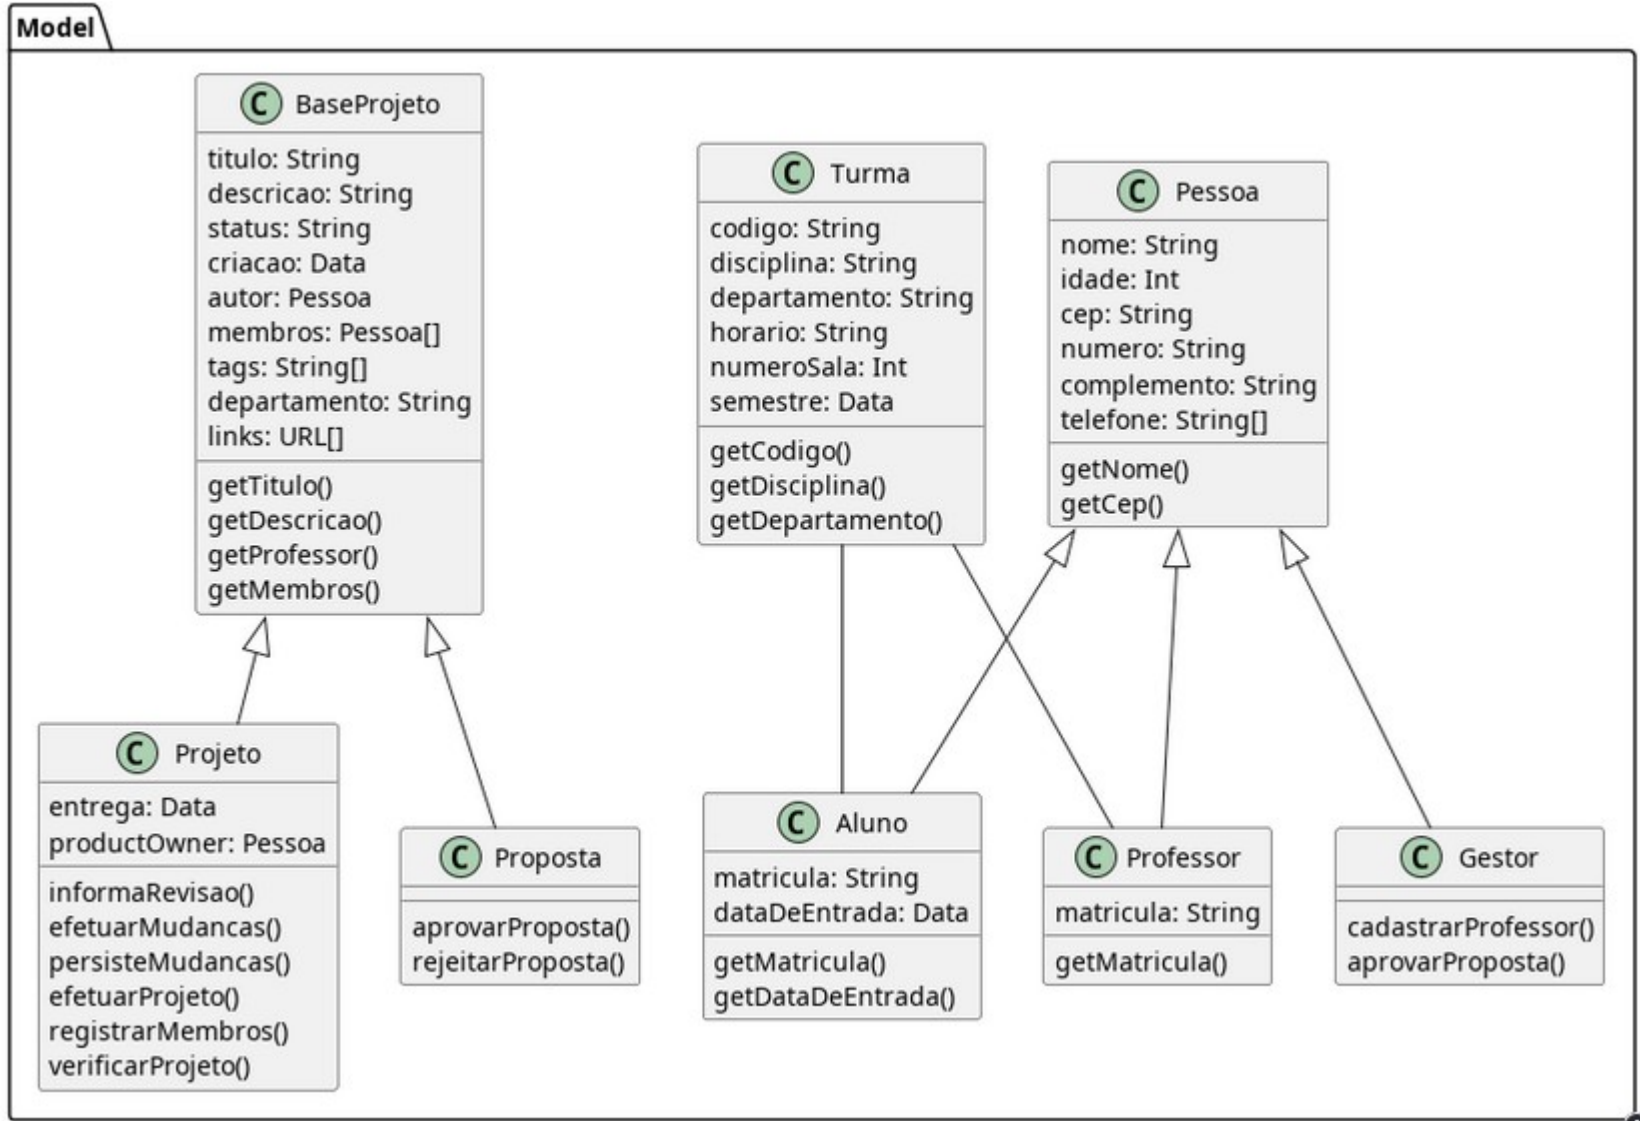 Model
BaseProjeto
titulo: String
descricao: String
status: String
criacao: Data
autor: Pessoa
membros: Pessoa[]
tags: String[]
departamento: String
links: URL[]
getTitulo()
getDescricao()
getProfessor()
getMembros()
Turma
codigo: String
disciplina: String
departamento: String
horario: String
numeroSala: Int
semestre: Data
getCodigo()
getDisciplina()
getDepartamento()
Pessoa
nome: String
idade: Int
cep: String
numero: String
complemento: String
telefone: String[]
getNome()
getCep()
Projeto
entrega: Data
productOwner: Pessoa
informaRevisao()
efetuarMudancas()
persisteMudancas()
efetuarProjeto()
registrarMembros()
verificarProjeto()
Proposta
aprovarProposta()
rejeitarProposta()
Aluno
matricula: String
dataDeEntrada: Data
getMatricula()
getDataDeEntrada()
Professor
matricula: String
getMatricula()
Gestor
cadastrarProfessor()
aprovarProposta()